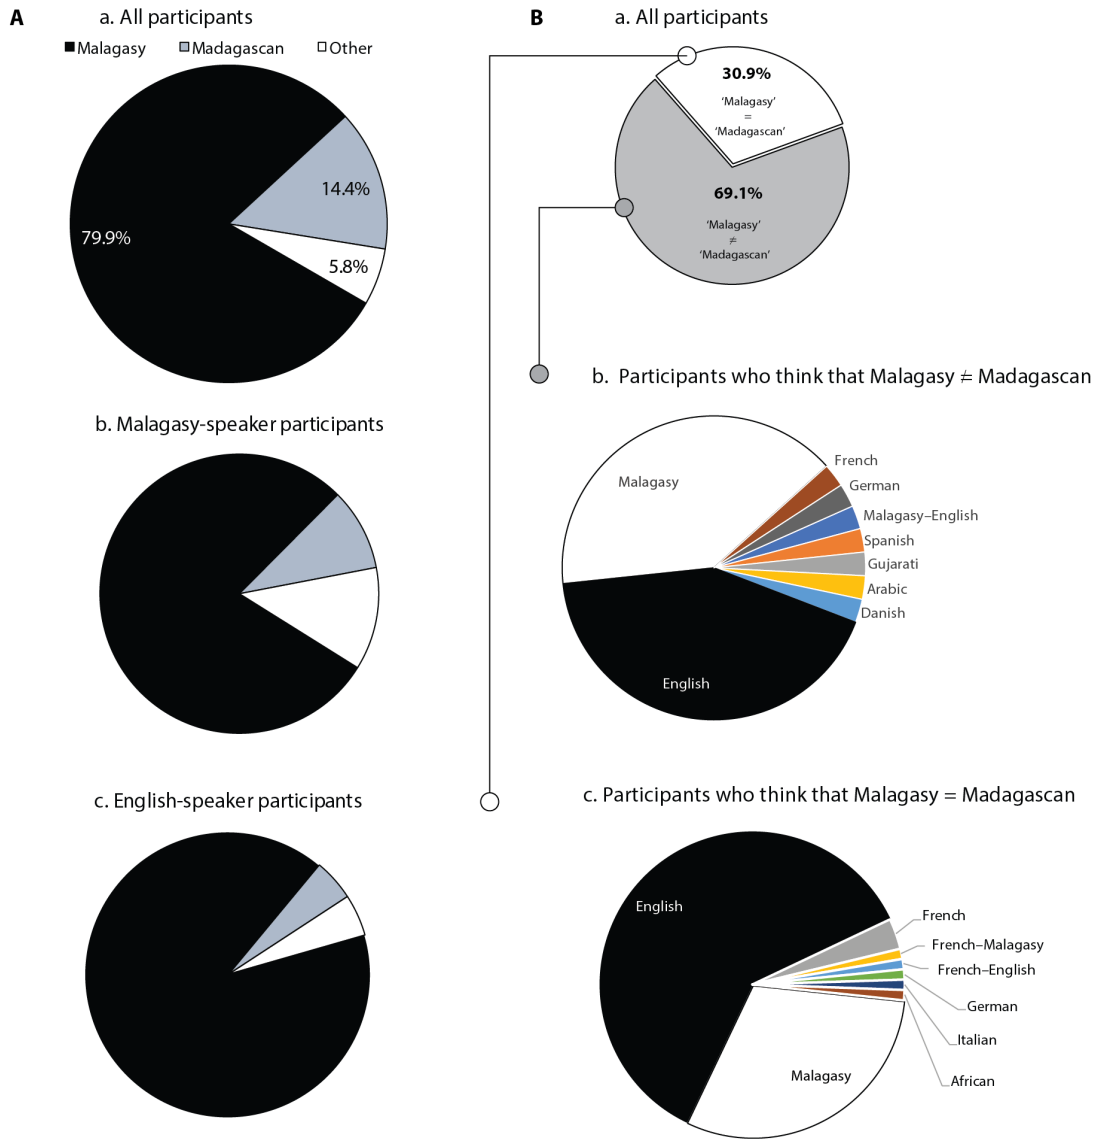 A
a. All participants
Malagasy
Madagascan
Other
14.4%
79.9%
5.8%
b. Malagasy-speaker participants
c. English-speaker participants
B
a. All participants
30.9%
‘Malagasy’
=
‘Madagascan’
69.1%
‘Malagasy’
≠
‘Madagascan’
b. Participants who think that Malagasy ≠ Madagascan
Malagasy
French
German
Malagasy–English
Spanish
Gujarati
Arabic
Danish
English
c. Participants who think that Malagasy = Madagascan
English
French
French–Malagasy
French–English
German
Italian
African
Malagasy